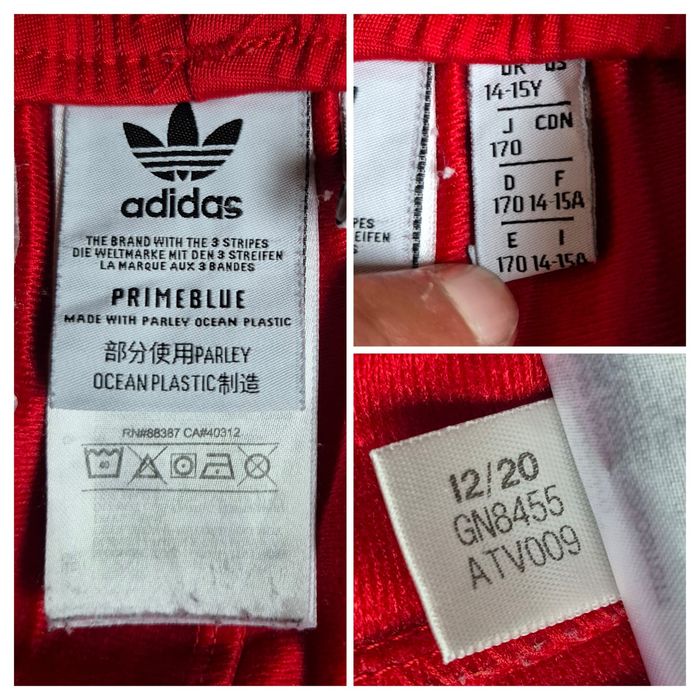 adidas
THE BRAND WITH THE 3 STRIPES
DIE WELTMARKE MIT DEN 3 STREIFEN
LA MARQUE AUX 3 BANDES
PRIMEBLUE
MADE WITH PARLEY OCEAN PLASTIC
部分使用PARLEY
OCEAN PLASTIC制造
RN#88387 CA#40312
40
14-15Y
J CDN
170
D F
170 14-15A
E I
170 14-15A
PES
STREIFEN
12/20
GN8455
ATV009